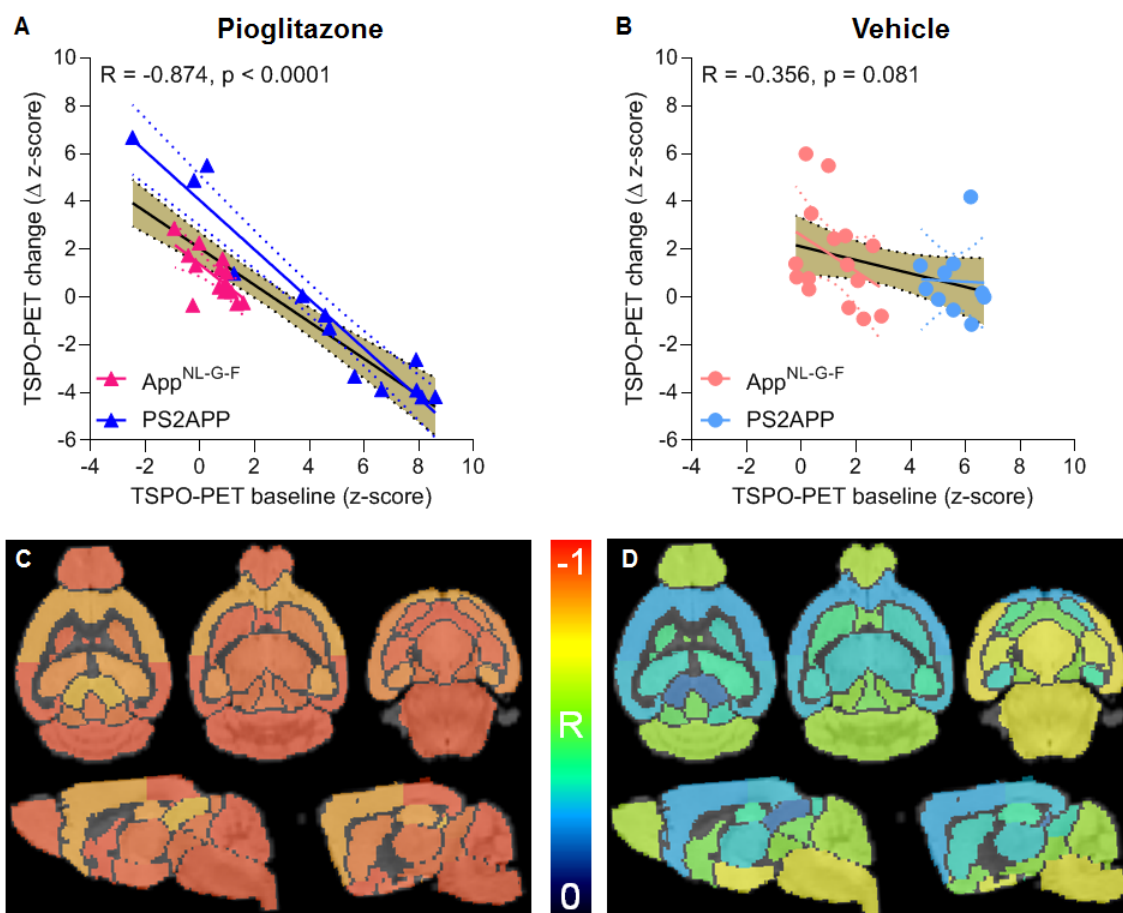 A Pioglitazone
B Vehicle
10
8
6
4
2
0
-2
-4
-6
R = -0.874, p < 0.0001
TSPO-PET change (Δ z-score)
App^NL-G-F
PS2APP
-4 -2 0 2 4 6 8 10
TSPO-PET baseline (z-score)
10
8
6
4
2
0
-2
-4
-6
R = -0.356, p = 0.081
TSPO-PET change (Δ z-score)
App^NL-G-F
PS2APP
-4 -2 0 2 4 6 8 10
TSPO-PET baseline (z-score)
C
-1
R
0
D